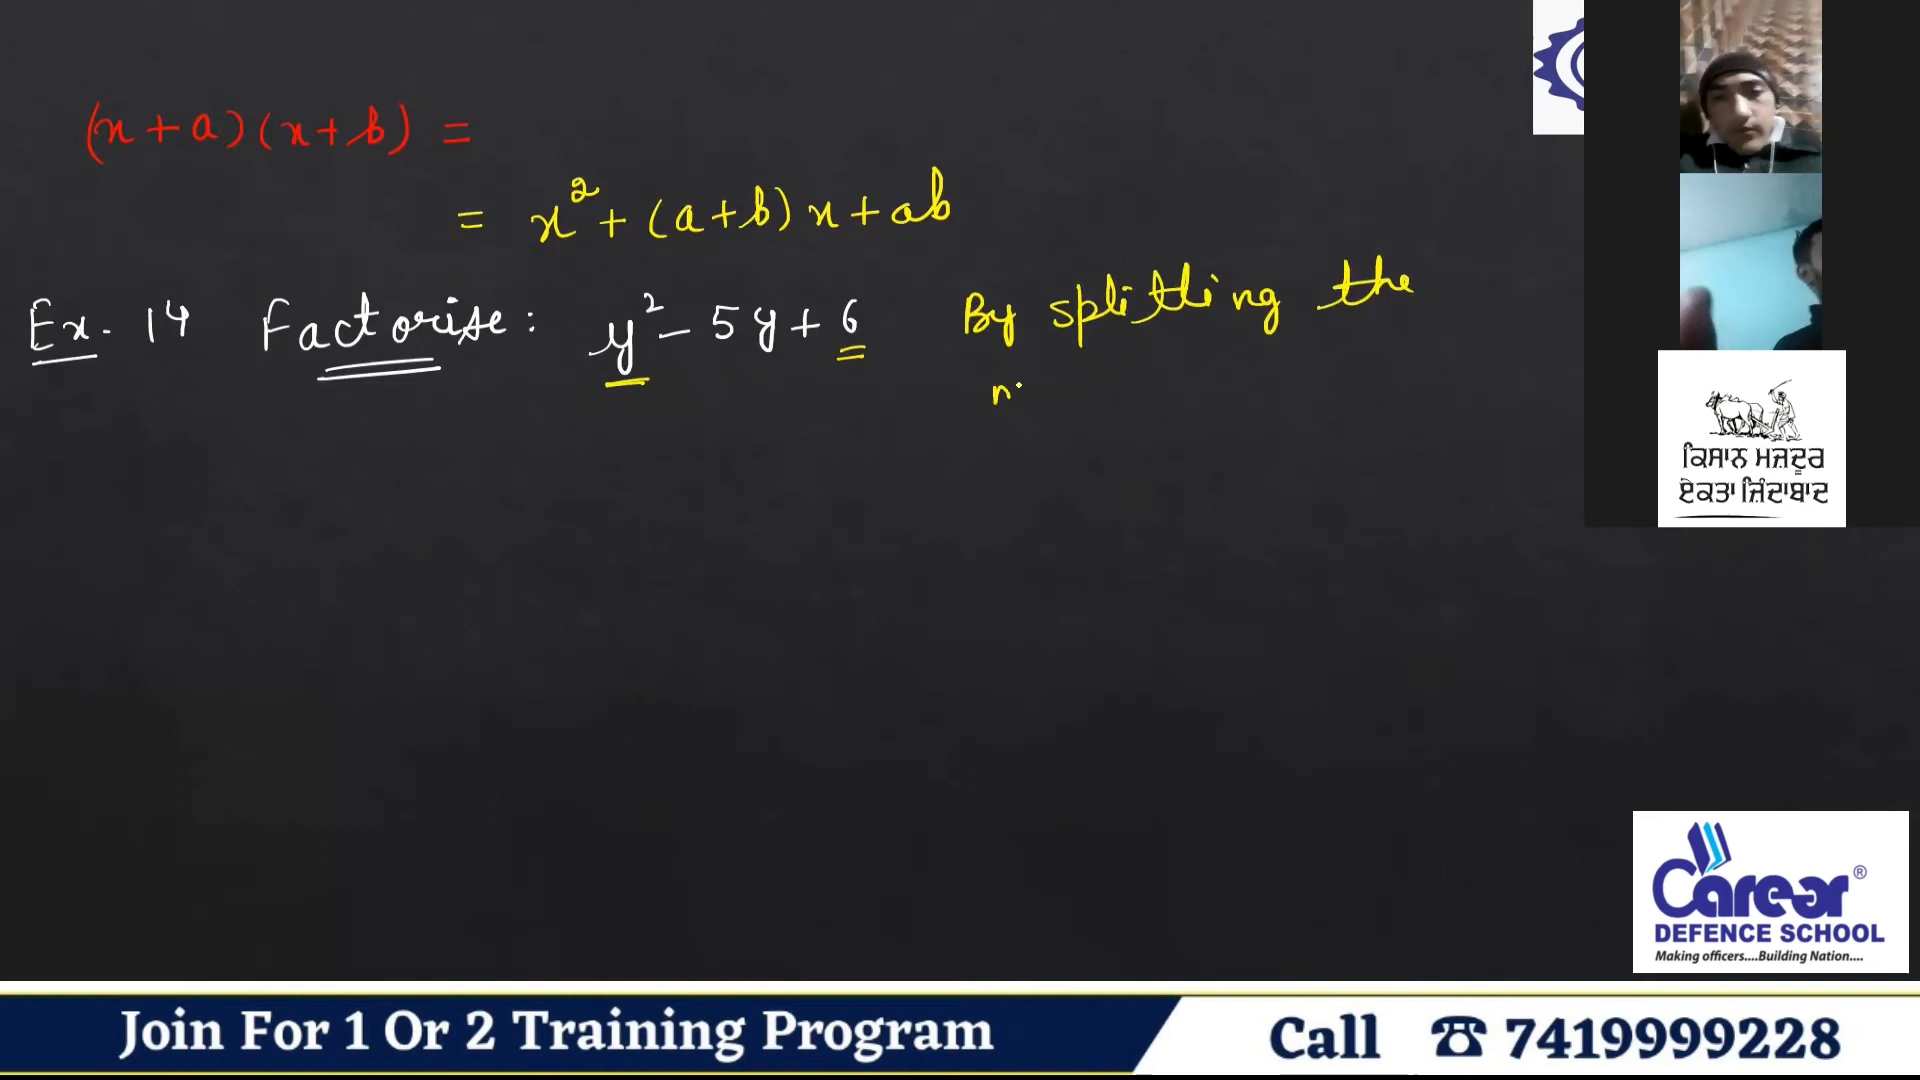 (x + a) (x + b) =
= x² + (a + b) x + ab
Ex. 14 Factorise : y² - 5y + 6 By splitting the
ਕਿਸਾਨ ਮਜ਼ਦੂਰ
ਏਕਤਾ ਜ਼ਿੰਦਾਬਾਦ
Career ®
DEFENCE SCHOOL
Making officers....Building Nation....
Join For 1 Or 2 Training Program
Call ☎ 7419999228